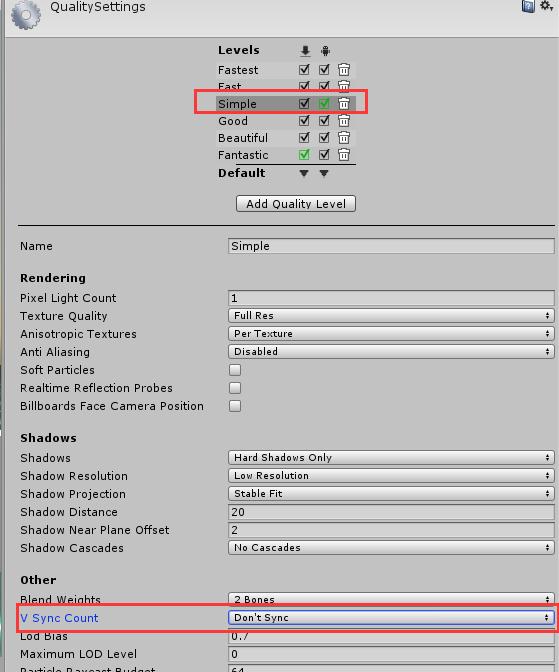 QualitySettings
Levels
Fastest
Fast
Simple
Good
Beautiful
Fantastic
Default
Add Quality Level
Name Simple
Rendering
Pixel Light Count 1
Texture Quality Full Res
Anisotropic Textures Per Texture
Anti Aliasing Disabled
Soft Particles
Realtime Reflection Probes
Billboards Face Camera Position
Shadows
Shadows Hard Shadows Only
Shadow Resolution Low Resolution
Shadow Projection Stable Fit
Shadow Distance 20
Shadow Near Plane Offset 2
Shadow Cascades No Cascades
Other
Blend Weights 2 Bones
V Sync Count Don't Sync
Lod Bias 0.7
Maximum LOD Level 0
Particle Raycast Budget 64